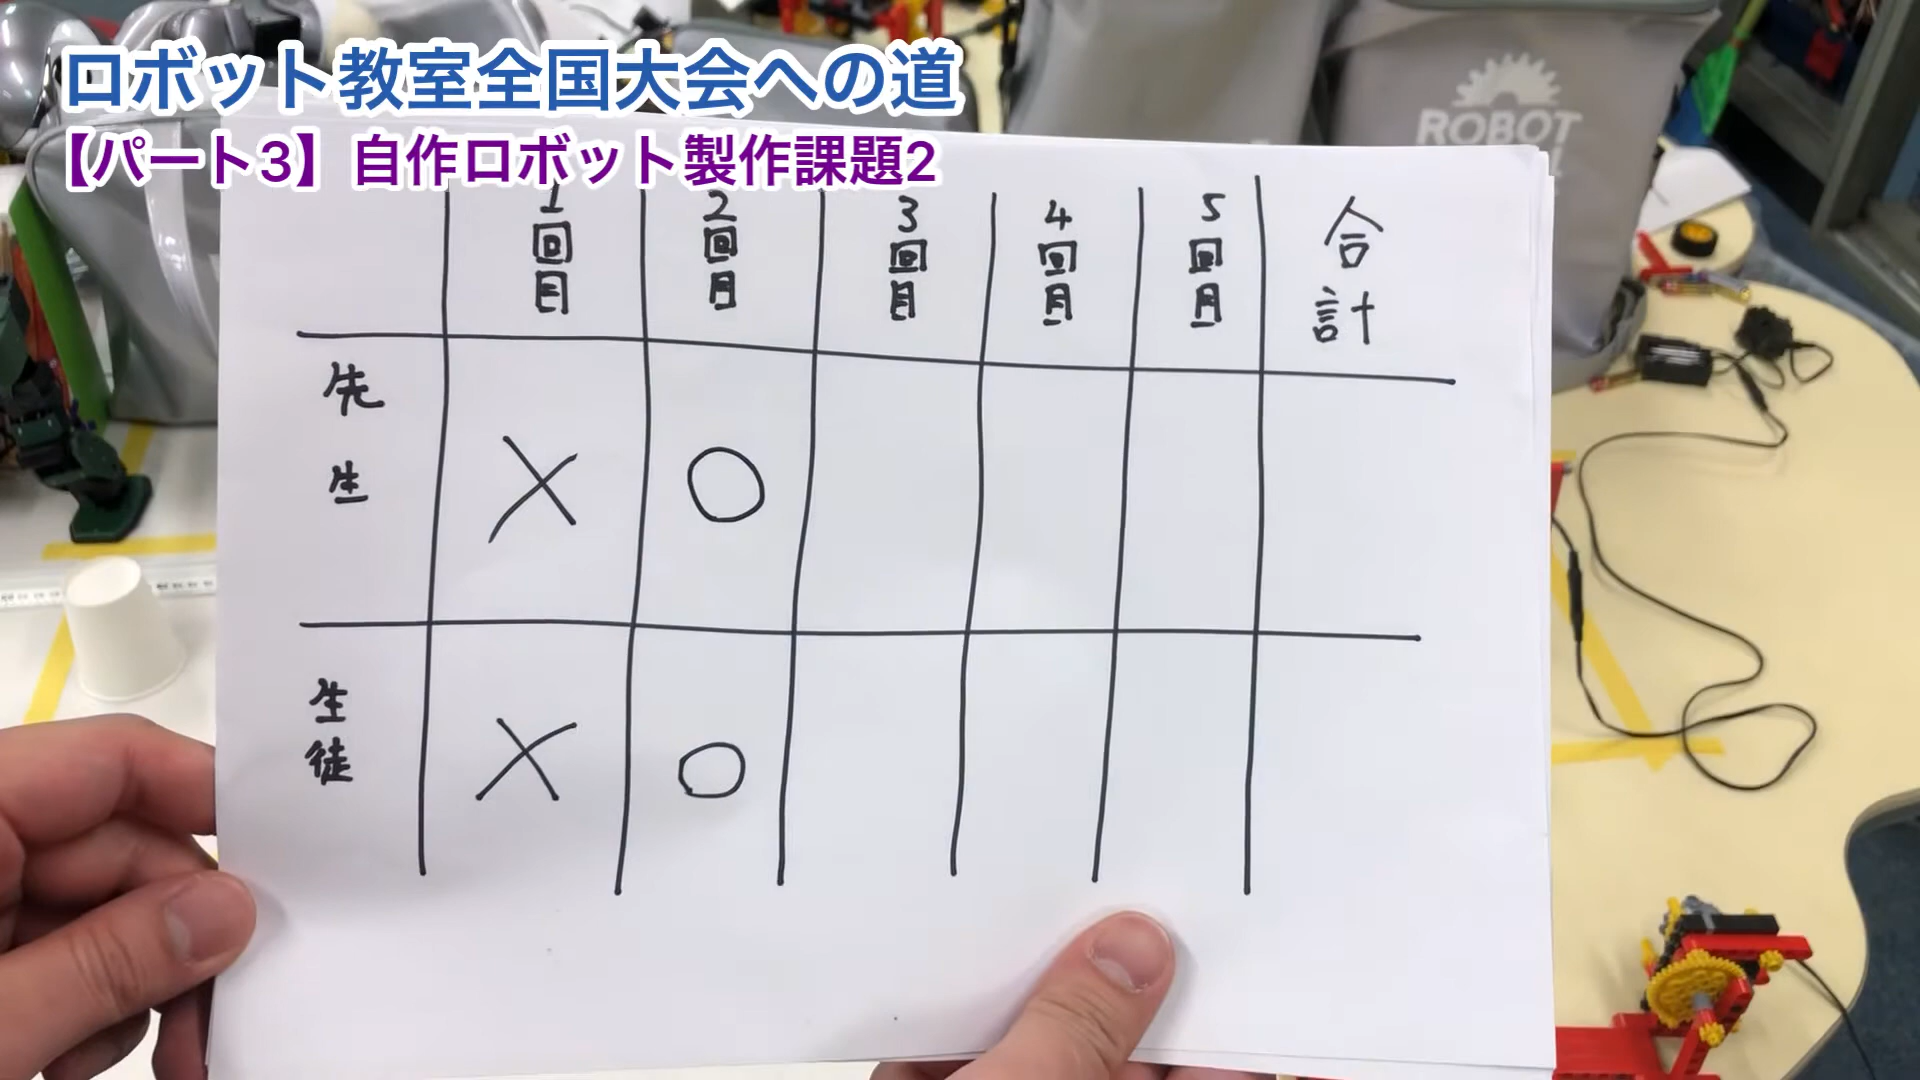 ロボット教室全国大会への道
【パート3】自作ロボット製作課題2
ROBOT
1回目 2回目 3回目 4回目 5回目 合計
先生 × ○
生徒 × ○